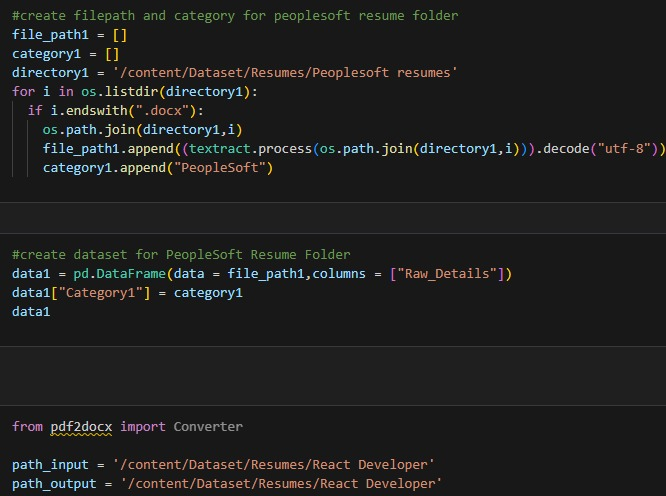 #create filepath and category for peoplesoft resume folder
file_path1 = []
category1 = []
directory1 = '/content/Dataset/Resumes/Peoplesoft resumes'
for i in os.listdir(directory1):
if i.endswith(".docx"):
os.path.join(directory1,i)
file_path1.append((textract.process(os.path.join(directory1,i))).decode("utf-8"))
category1.append("PeopleSoft")
#create dataset for PeopleSoft Resume Folder
data1 = pd.DataFrame(data = file_path1,columns = ["Raw_Details"])
data1["Category1"] = category1
data1
from pdf2docx import Converter
path_input = '/content/Dataset/Resumes/React Developer'
path_output = '/content/Dataset/Resumes/React Developer'